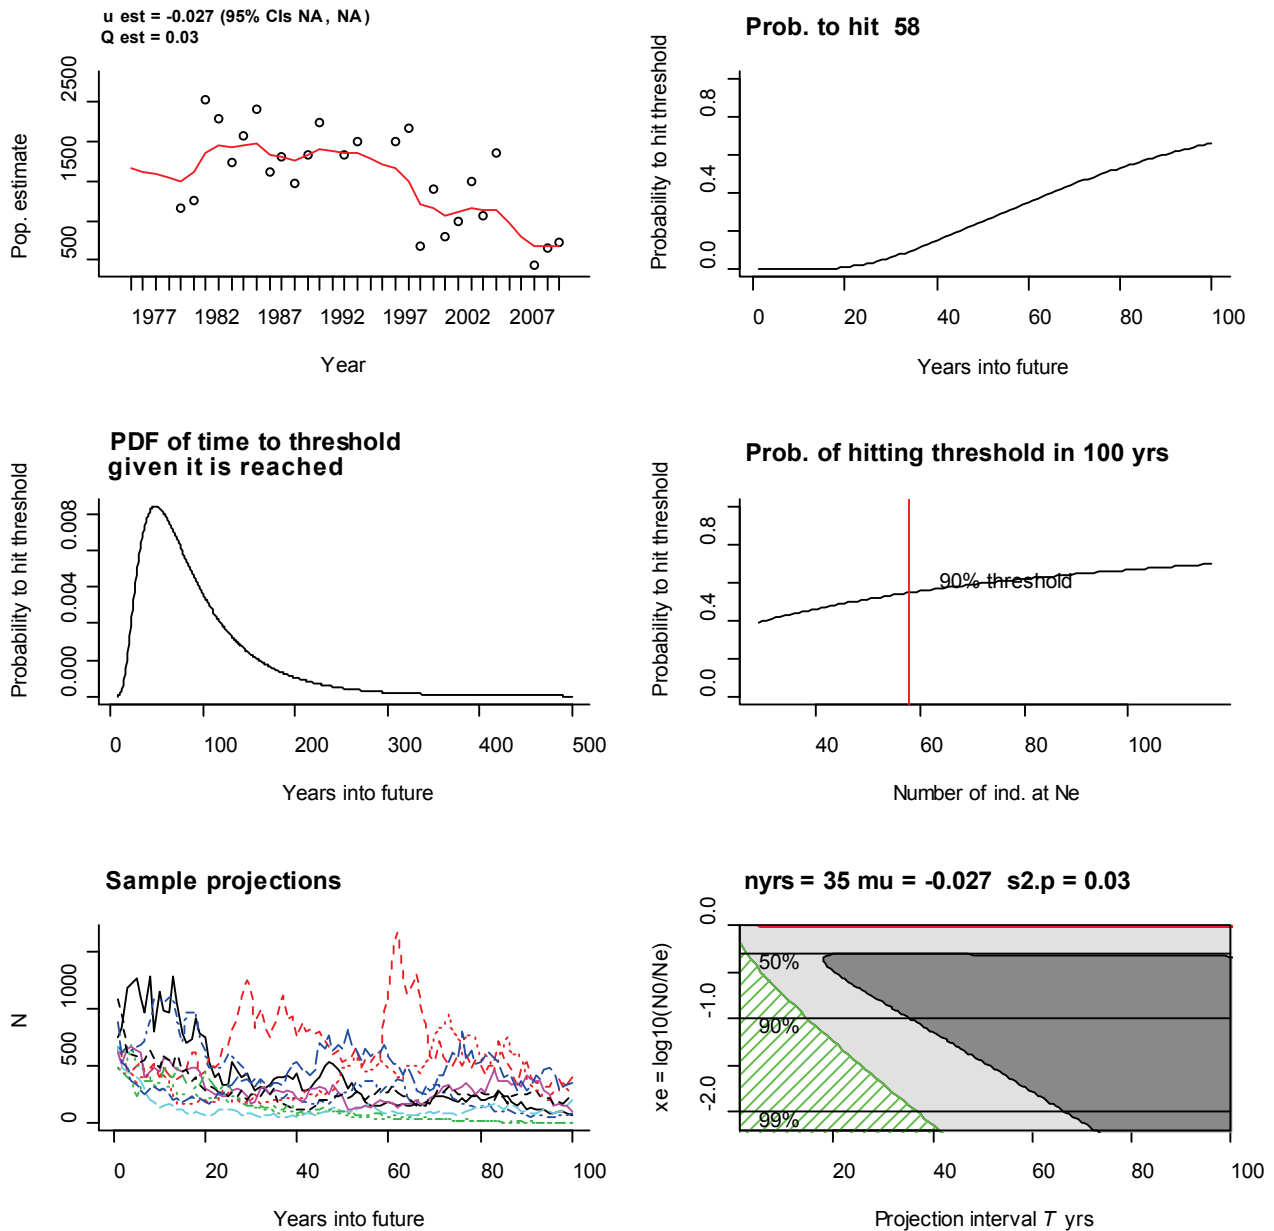 u est = -0.027 (95% CIs NA, NA)
Q est = 0.03
2500
1500
500
Pop. estimate
1977 1982 1987 1992 1997 2002 2007
Year
Prob. to hit 58
0.8
0.4
0.0
Probability to hit threshold
0 20 40 60 80 100
Years into future
PDF of time to threshold
given it is reached
0.008
0.004
0.000
Probability to hit threshold
0 100 200 300 400 500
Years into future
Prob. of hitting threshold in 100 yrs
0.8
0.4
0.0
Probability to hit threshold
90% threshold
40 60 80 100
Number of ind. at Ne
Sample projections
1000
500
0
N
0 20 40 60 80 100
Years into future
nyrs = 35 mu = -0.027 s2.p = 0.03
0.0
-1.0
-2.0
xe = log10(N0/Ne)
50%
90%
99%
20 40 60 80 100
Projection interval T yrs